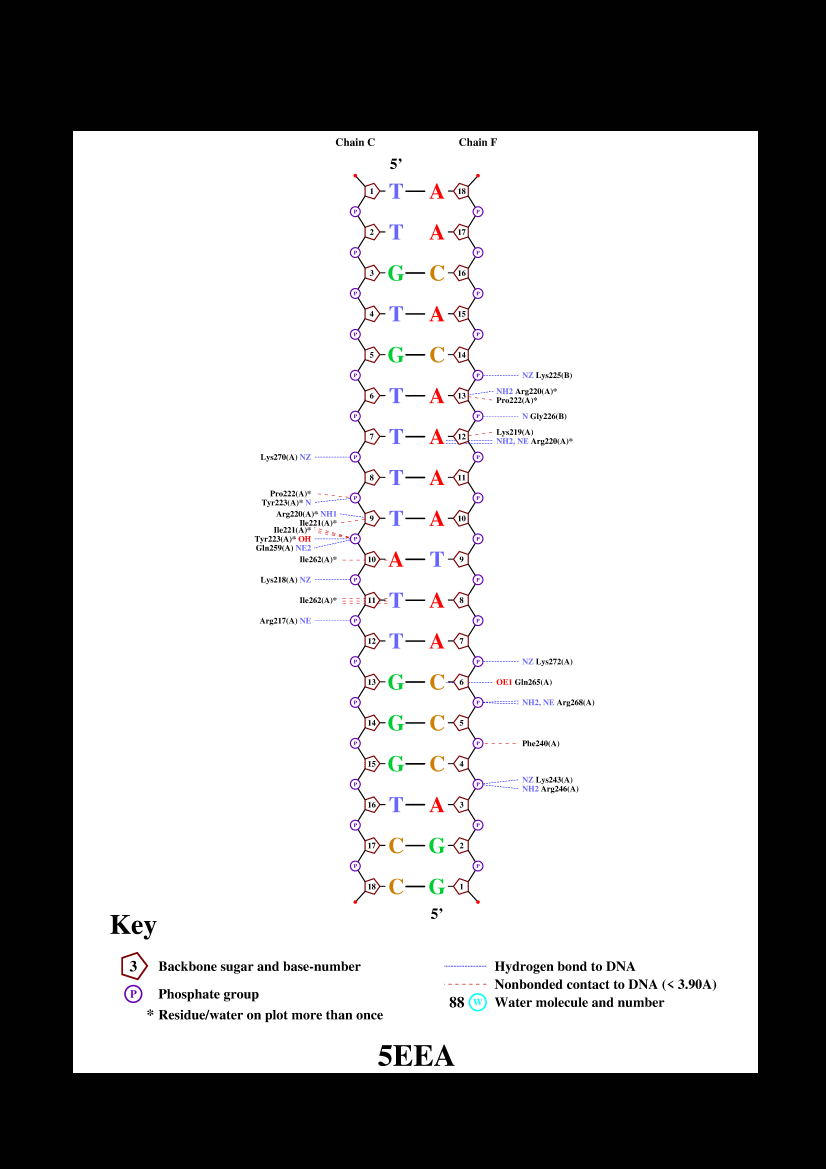 Chain C Chain F
5’
1 T A 18
P P
2 T A 17
P P
3 G C 16
P P
4 T A 15
P P
5 G C 14
P P NZ Lys225(B)
NH2 Arg220(A)*
6 T A 13
Pro222(A)*
P P N Gly226(B)
Lys219(A)
7 T A 12
NH2, NE Arg220(A)*
Lys270(A) NZ P P
8 T A 11
Pro222(A)*
P P
Tyr223(A)* N
Arg220(A)* NH1
9 T A 10
Ile221(A)*
Ile221(A)*
Tyr223(A)* OH P P
Gln259(A) NE2
Ile262(A)* 10 A T 9
Lys218(A) NZ P P
Ile262(A)* 11 T A 8
Arg217(A) NE P P
12 T A 7
P P NZ Lys272(A)
13 G C 6 OE1 Gln265(A)
P P NH2, NE Arg268(A)
14 G C 5
P P Phe240(A)
15 G C 4
NZ Lys243(A)
P P
NH2 Arg246(A)
16 T A 3
P P
17 C G 2
P P
18 C G 1
5’
Key
3 Backbone sugar and base-number
P Phosphate group
* Residue/water on plot more than once
Hydrogen bond to DNA
Nonbonded contact to DNA (< 3.90A)
88 W Water molecule and number
5EEA